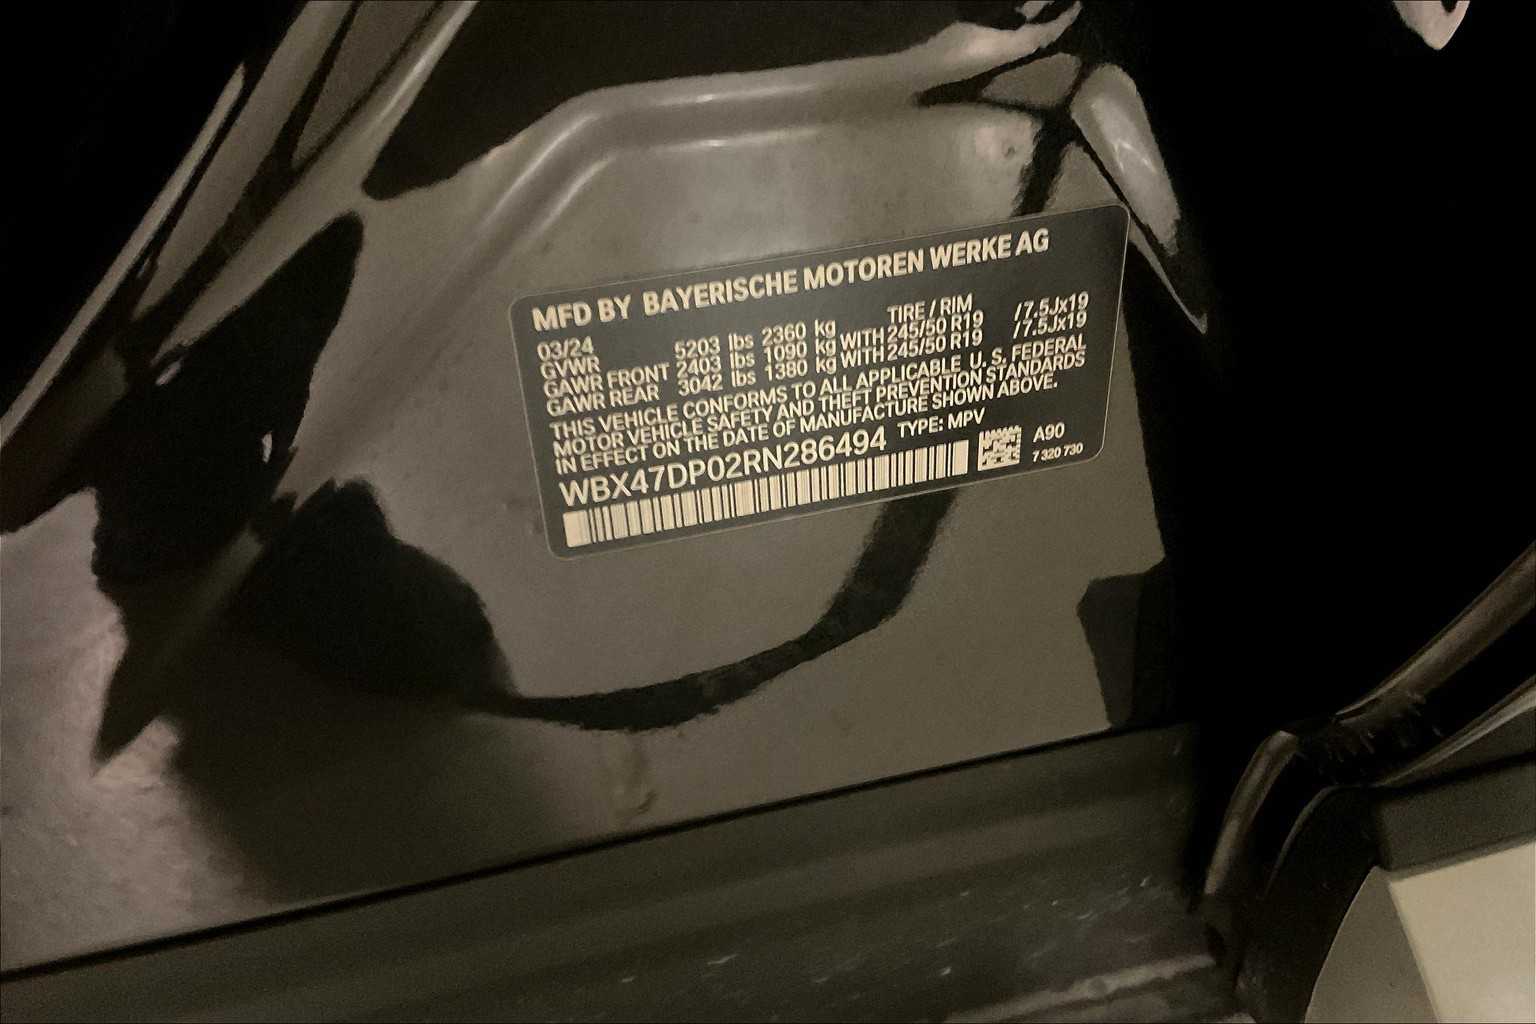 MFD BY BAYERISCHE MOTOREN WERKE AG
03/24 TIRE / RIM
GVWR 5203 lbs 2360 kg
GAWR FRONT 2403 lbs 1090 kg WITH 245/50 R19 /7.5Jx19
GAWR REAR 3042 lbs 1380 kg WITH 245/50 R19 /7.5Jx19
THIS VEHICLE CONFORMS TO ALL APPLICABLE U. S. FEDERAL
MOTOR VEHICLE SAFETY AND THEFT PREVENTION STANDARDS
IN EFFECT ON THE DATE OF MANUFACTURE SHOWN ABOVE.
WBX47DP02RN286494 TYPE: MPV
A90
7 320 730